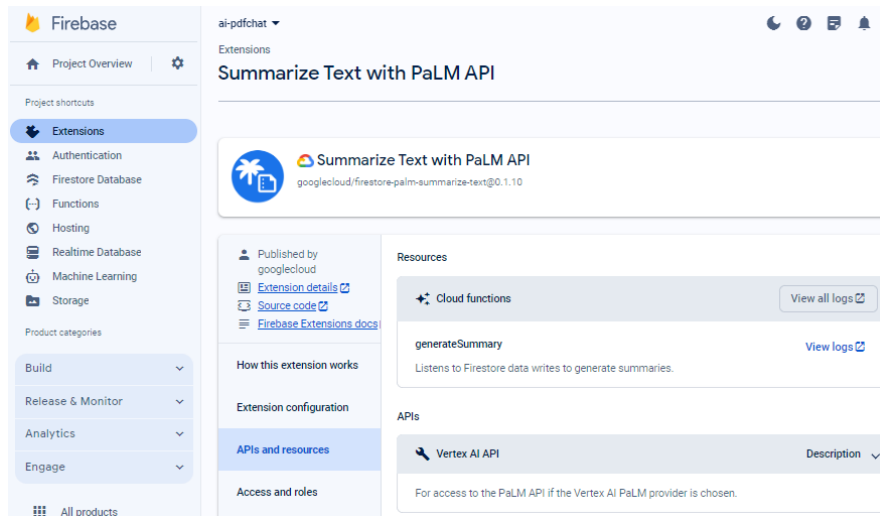 Firebase
Project Overview
Project shortcuts
Extensions
Authentication
Firestore Database
Functions
Hosting
Realtime Database
Machine Learning
Storage
Product categories
Build
Release & Monitor
Analytics
Engage
All products
ai-pdfchat
Extensions
Summarize Text with PaLM API
Summarize Text with PaLM API
googlecloud/firestore-palm-summarize-text@0.1.10
Published by
googlecloud
Extension details
Source code
Firebase Extensions docs
How this extension works
Extension configuration
APIs and resources
Access and roles
Resources
Cloud functions
View all logs
generateSummary
View logs
Listens to Firestore data writes to generate summaries.
APIs
Vertex AI API
Description
For access to the PaLM API if the Vertex AI PaLM provider is chosen.